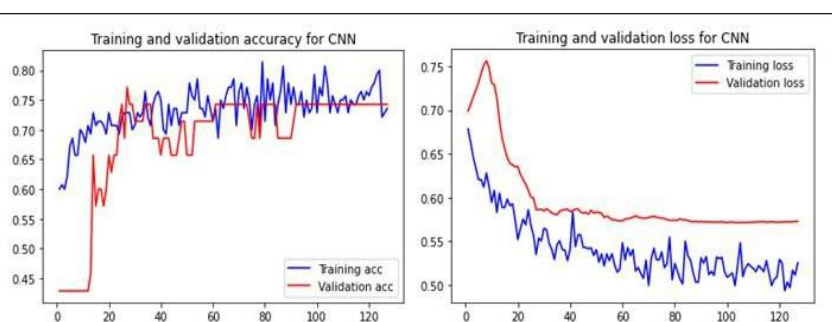 Training and validation accuracy for CNN
0.80
0.75
0.70
0.65
0.60
0.55
0.50
0.45
0 20 40 60 80 100 120
Training acc
Validation acc
Training and validation loss for CNN
0.75
0.70
0.65
0.60
0.55
0.50
0 20 40 60 80 100 120
Training loss
Validation loss